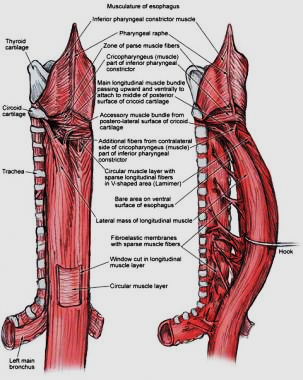 Musculature of esophagus
Inferior pharyngeal constrictor muscle
Pharyngeal raphe
Thyroid
cartilage
Zone of parse muscle fibers
Cricopharyngeus (muscle)
part of inferior pharyngeal
constrictor
Main longitudinal muscle bundle
passing upward and ventrally to
attach to middle of posterior
surface of cricoid cartilage
Circoid
cartilage
Accessory muscle bundle from
postero-lateral surface of cricoid
cartilage
Additional fibers from contralateral
side of cricopharyngeus (muscle)
part of inferior pharyngeal
constrictor
Trachea
Circular muscle layer with
sparse longitudinal fibers
in V-shaped area (Lamimer)
Bare area on ventral
surface of esophagus
Lateral mass of longitudinal muscle
Fibroelastic membranes
with sparse muscle fibers
Hook
Window cut in longitudinal
muscle layer
Circular muscle layer
Left main
bronchus